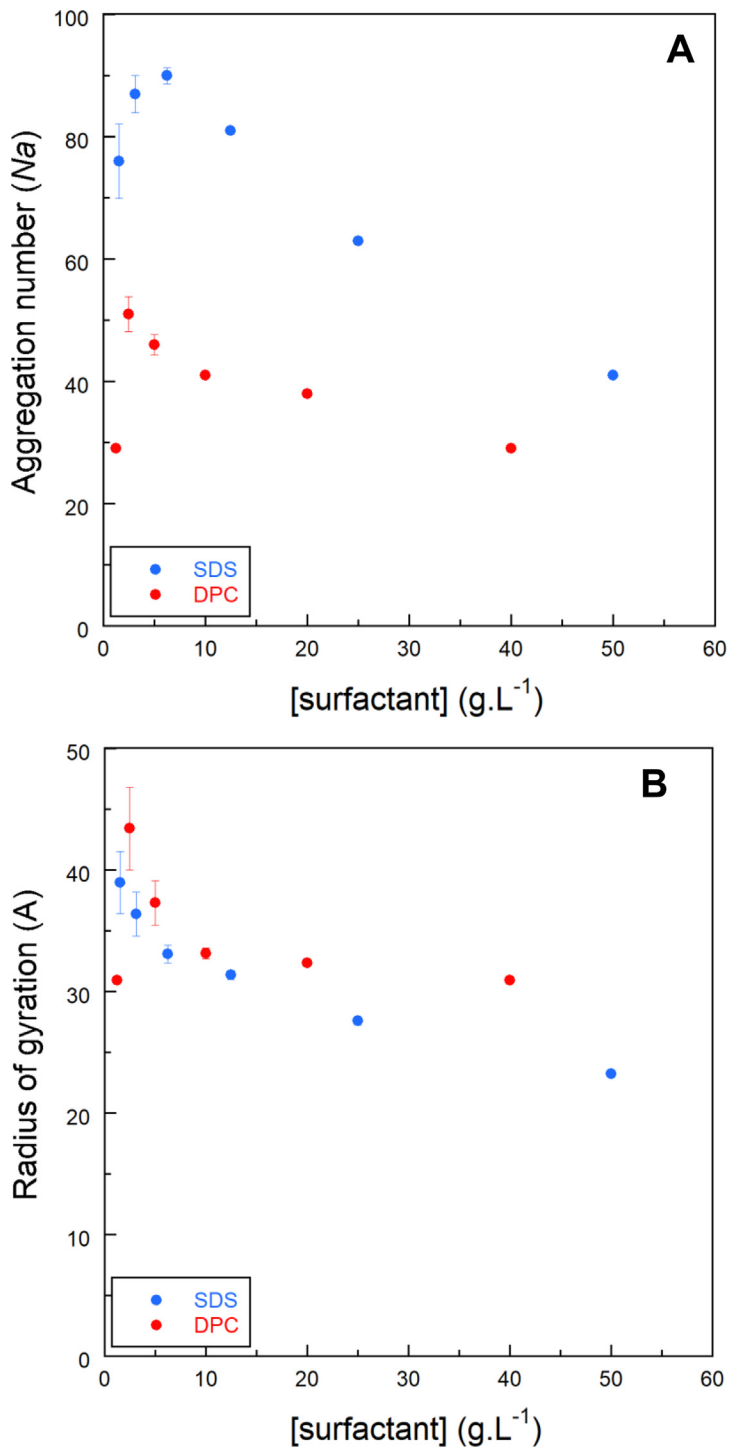 A
Aggregation number (Na)
100
80
60
40
20
0
SDS
DPC
0 10 20 30 40 50 60
[surfactant] (g.L-1)
B
Radius of gyration (A)
50
40
30
20
10
0
SDS
DPC
0 10 20 30 40 50 60
[surfactant] (g.L-1)